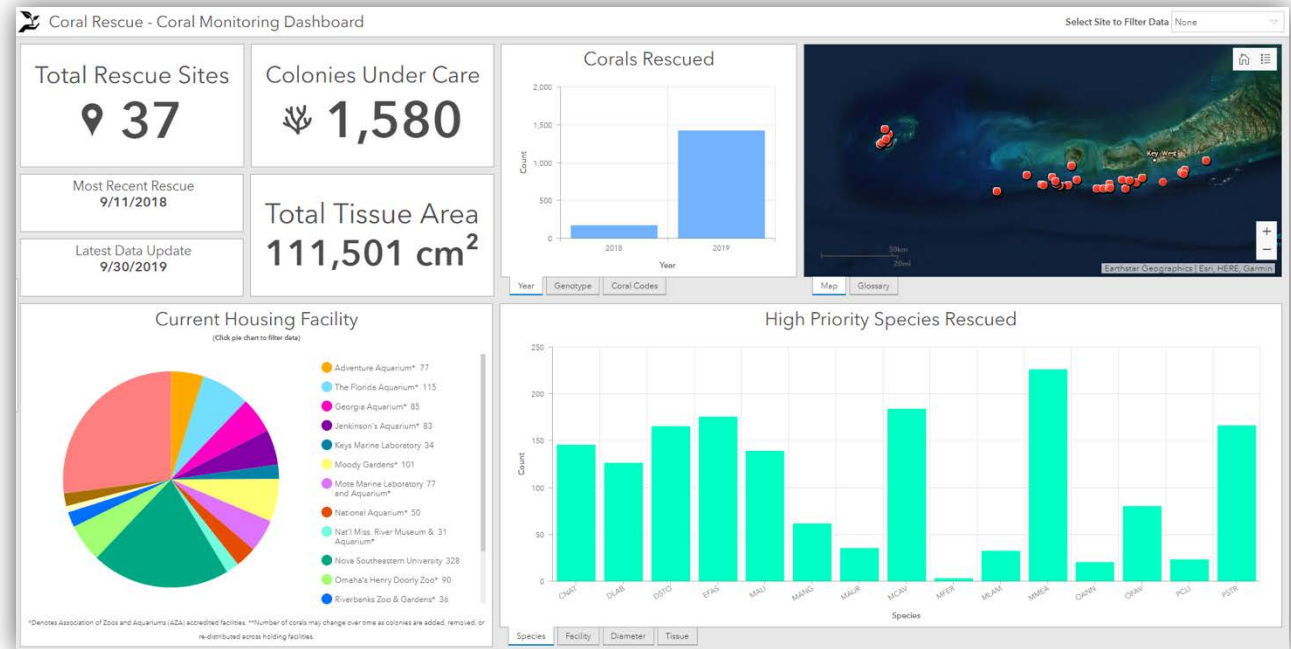 Coral Rescue - Coral Monitoring Dashboard
Select Site to Filter Data None
Total Rescue Sites
37
Colonies Under Care
1,580
Most Recent Rescue
9/11/2018
Latest Data Update
9/30/2019
Total Tissue Area
111,501 cm²
Corals Rescued
2,000
1,500
1,000
500
0
Count
2018
2019
Year
Year
Genotype
Coral Codes
Key West
50km
20mi
+
−
Earthstar Geographics | Esri, HERE, Garmin
Map
Glossary
Current Housing Facility
(Click pie chart to filter data)
Adventure Aquarium* 77
The Florida Aquarium* 115
Georgia Aquarium* 85
Jenkinson's Aquarium* 83
Keys Marine Laboratory 34
Moody Gardens* 101
Mote Marine Laboratory 77
and Aquarium*
National Aquarium* 50
Nat'l Miss. River Museum & 31
Aquarium*
Nova Southeastern University 328
Omaha's Henry Doorly Zoo* 90
Riverbanks Zoo & Gardens* 36
*Denotes Association of Zoos and Aquariums (AZA) accredited facilities. **Number of corals may change over time as colonies are added, removed, or
re-distributed across holding facilities.
High Priority Species Rescued
250
200
150
100
50
0
Count
CNAT
DLAB
DSTO
EFAS
MALI
MANG
MAUR
MCAV
MFER
MLAM
MMEA
OANN
OFAV
PCLI
PSTR
Species
Species
Facility
Diameter
Tissue